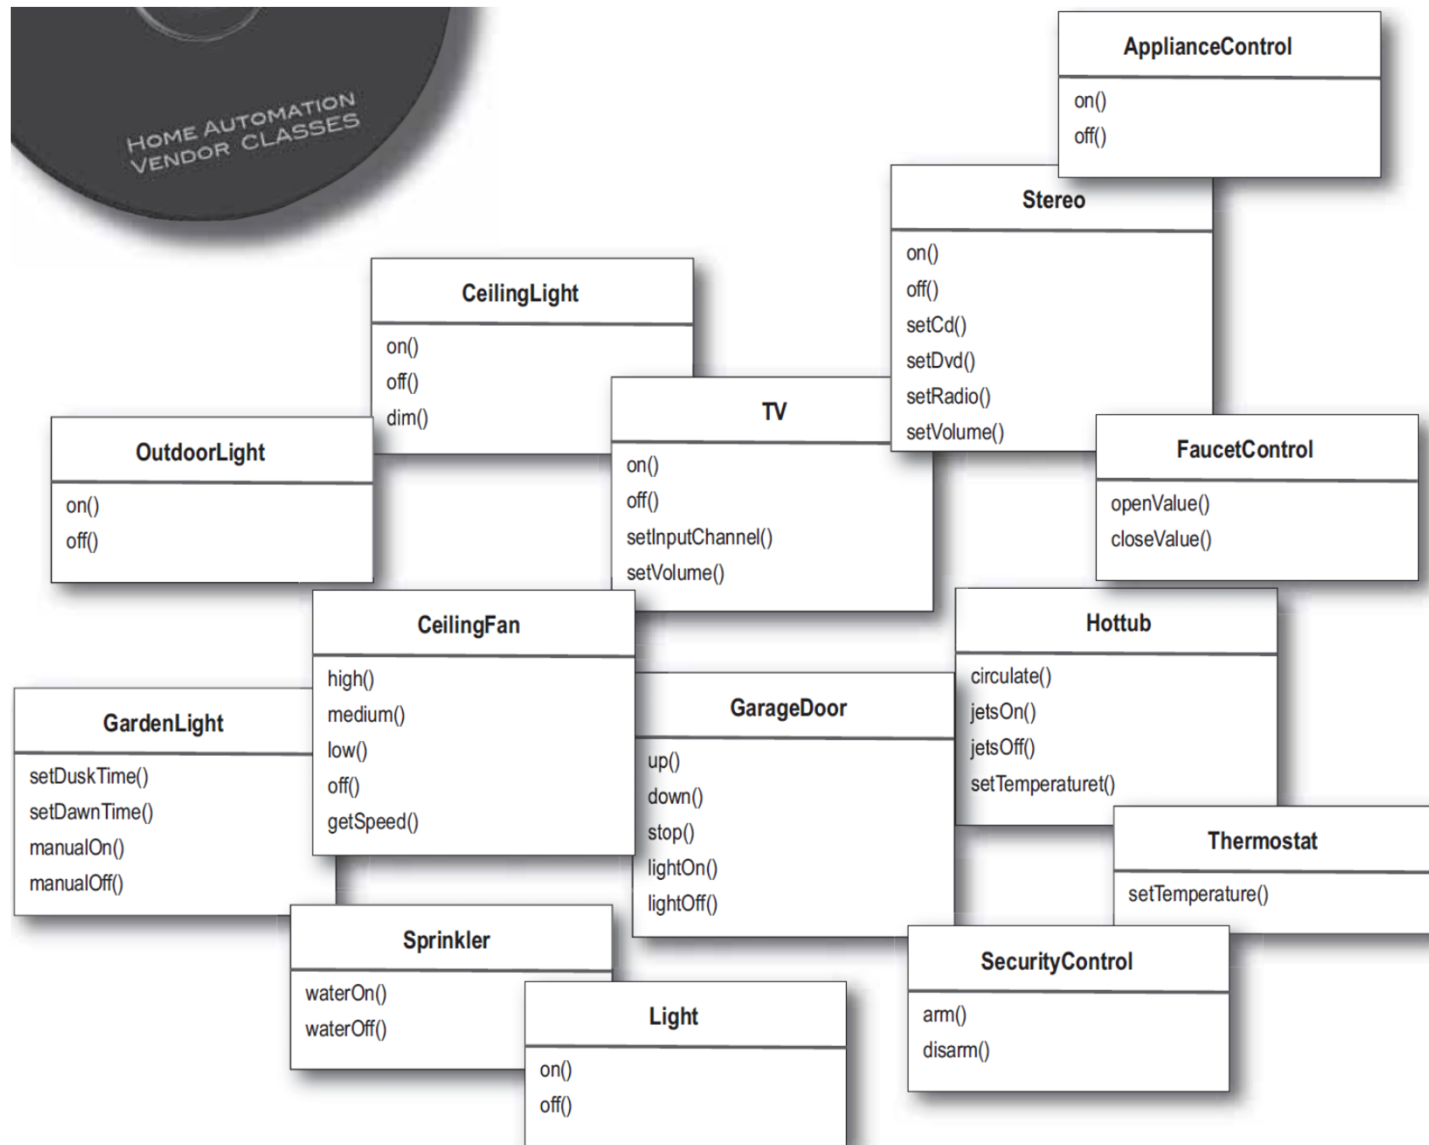 HOME AUTOMATION
VENDOR CLASSES
ApplianceControl
on()
off()
Stereo
on()
off()
setCd()
setDvd()
setRadio()
setVolume()
CeilingLight
on()
off()
dim()
TV
on()
off()
setInputChannel()
setVolume()
OutdoorLight
on()
off()
FaucetControl
openValue()
closeValue()
CeilingFan
high()
medium()
low()
off()
getSpeed()
Hottub
circulate()
jetsOn()
jetsOff()
setTemperaturet()
GardenLight
setDuskTime()
setDawnTime()
manualOn()
manualOff()
GarageDoor
up()
down()
stop()
lightOn()
lightOff()
Thermostat
setTemperature()
Sprinkler
waterOn()
waterOff()
SecurityControl
arm()
disarm()
Light
on()
off()